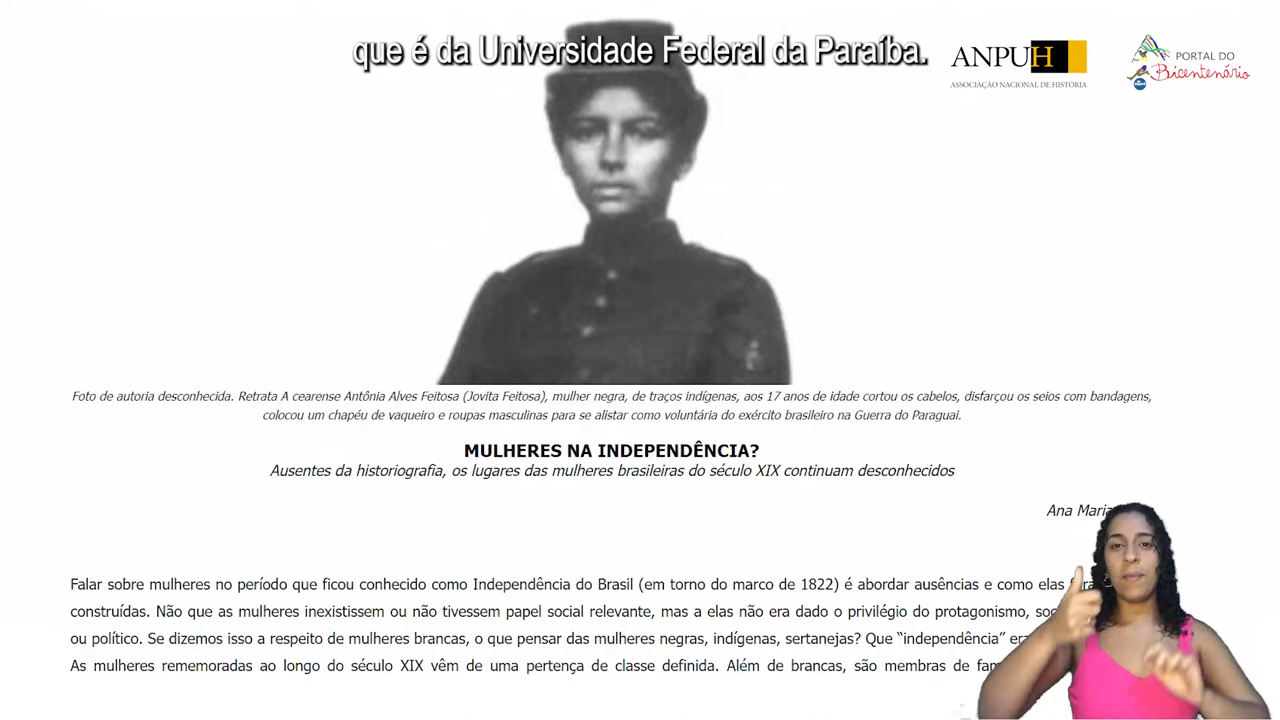 que é da Universidade Federal da Paraíba.
ANPUH
ASSOCIAÇÃO NACIONAL DE HISTÓRIA
PORTAL DO
Bicentenário
Foto de autoria desconhecida. Retrata A cearense Antônia Alves Feitosa (Jovita Feitosa), mulher negra, de traços indígenas, aos 17 anos de idade cortou os cabelos, disfarçou os seios com bandagens,
colocou um chapéu de vaqueiro e roupas masculinas para se alistar como voluntária do exército brasileiro na Guerra do Paraguai.
MULHERES NA INDEPENDÊNCIA?
Ausentes da historiografia, os lugares das mulheres brasileiras do século XIX continuam desconhecidos
Ana Maria
Falar sobre mulheres no período que ficou conhecido como Independência do Brasil (em torno do marco de 1822) é abordar ausências e como elas
construídas. Não que as mulheres inexistissem ou não tivessem papel social relevante, mas a elas não era dado o privilégio do protagonismo,
ou político. Se dizemos isso a respeito de mulheres brancas, o que pensar das mulheres negras, indígenas, sertanejas? Que “independência”
As mulheres rememoradas ao longo do século XIX vêm de uma pertença de classe definida. Além de brancas, são membros de